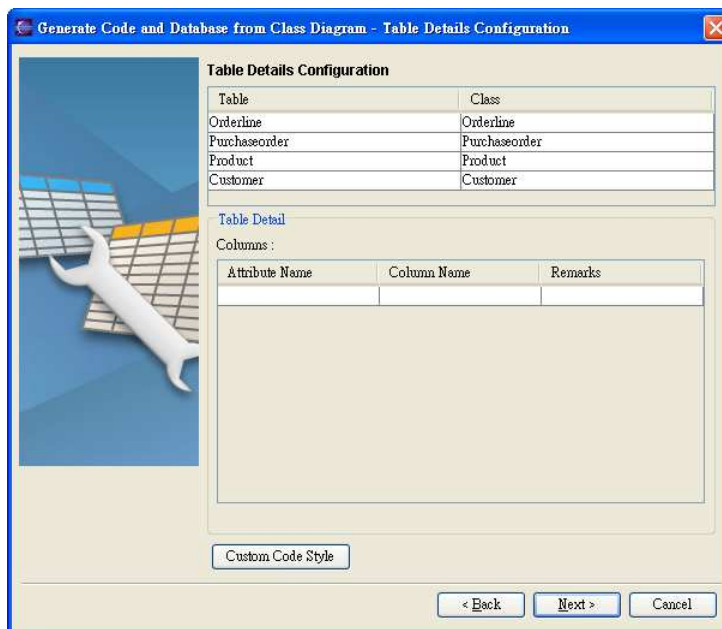 Generate Code and Database from Class Diagram - Table Details Configuration
Table Details Configuration
Table Class
Orderline Orderline
Purchaseorder Purchaseorder
Product Product
Customer Customer
Table Detail
Columns :
Attribute Name Column Name Remarks
Custom Code Style
< Back Next > Cancel